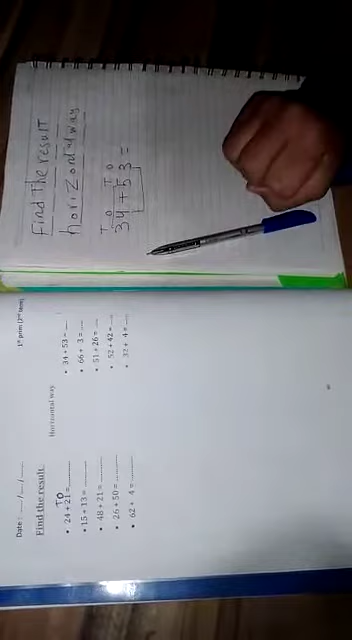 Find the result
horizontal way
T O T O
34 + 53 =
1st prim (2nd term)
Date : .... / .... / ....
Horizontal way
Find the result
T O
• 24 + 21 = ........
• 15 + 13 = ........
• 48 + 21 = ........
• 26 + 50 = ........
• 62 + 4 = ........
• 34 + 53 = ....
• 66 + 3 = ....
• 51 + 26 = ....
• 52 + 42 = ....
• 32 + 4 = ....